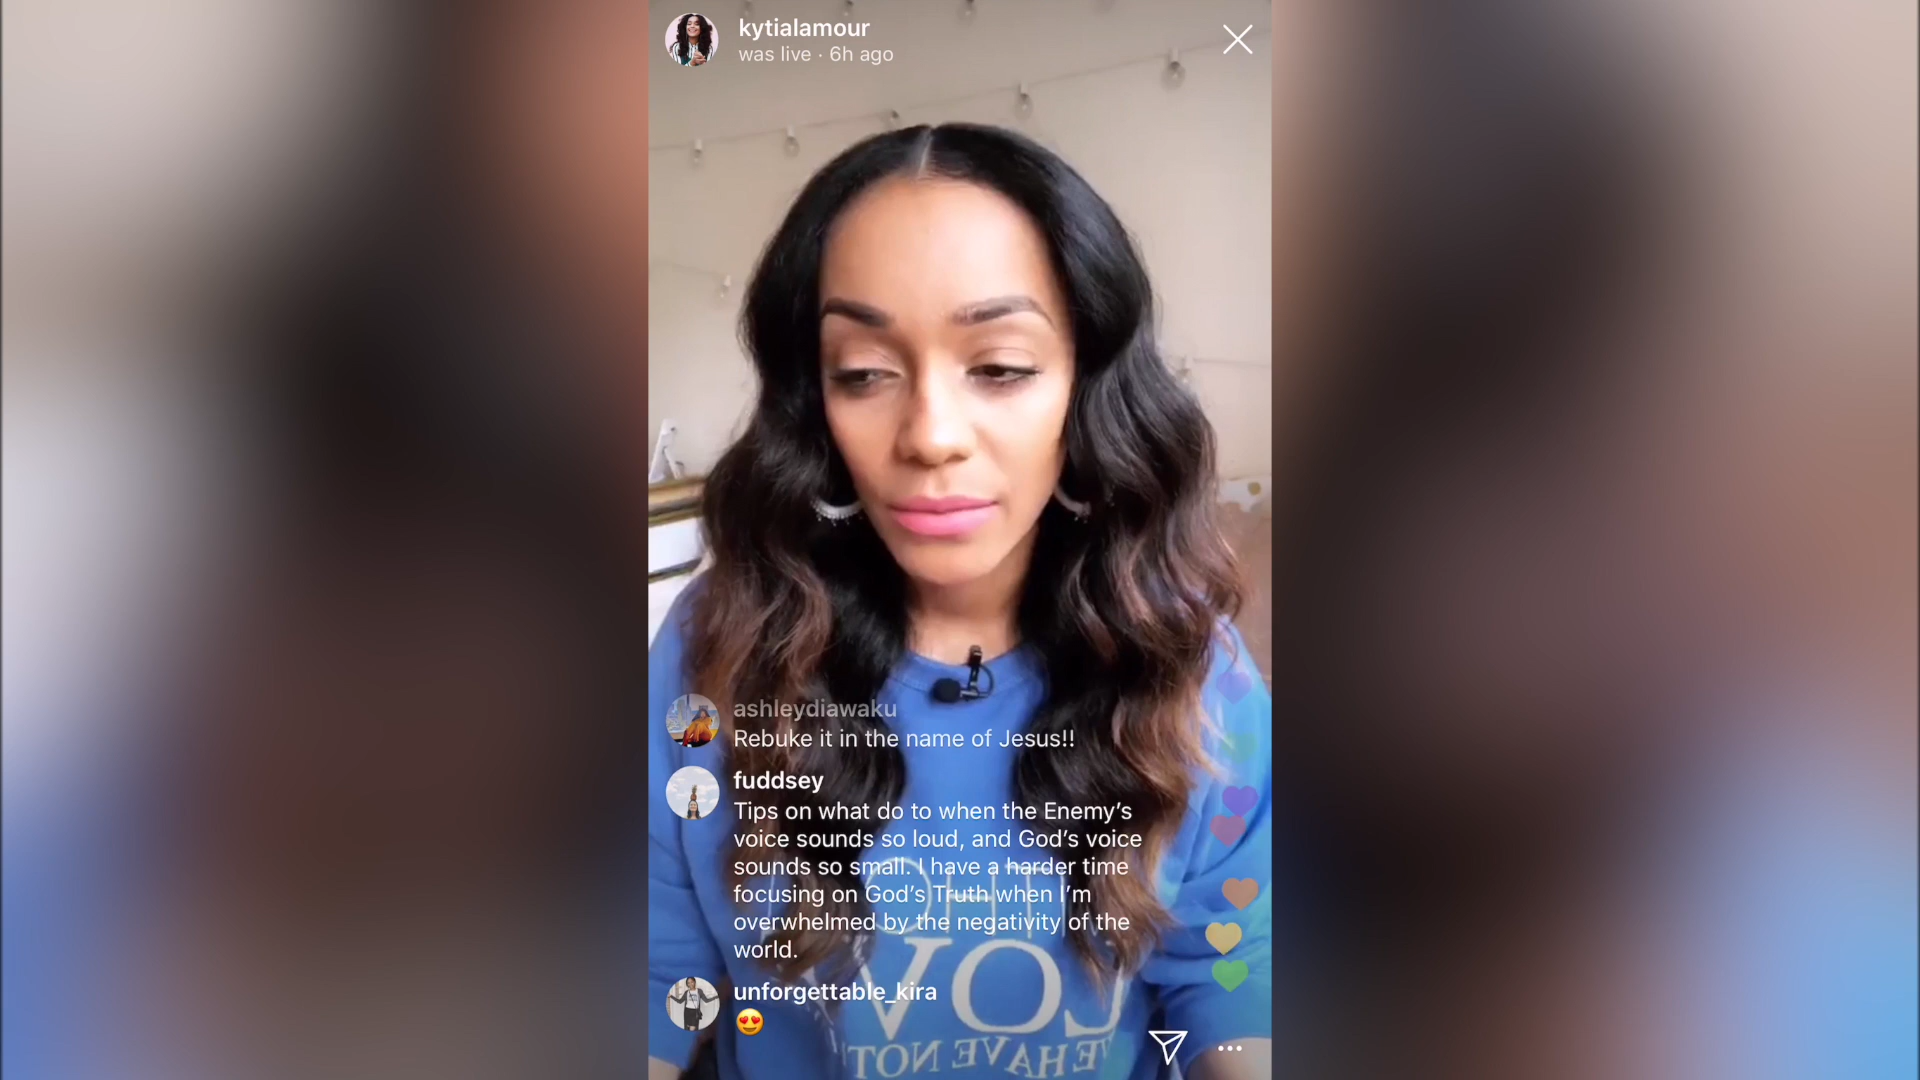 kytialamour
was live · 6h ago
ashleydiawaku
Rebuke it in the name of Jesus!!
fuddsey
Tips on what do to when the Enemy’s
voice sounds so loud, and God’s voice
sounds so small. I have a harder time
focusing on God’s Truth when I’m
overwhelmed by the negativity of the
world.
unforgettable_kira
😍
HAVE NOT